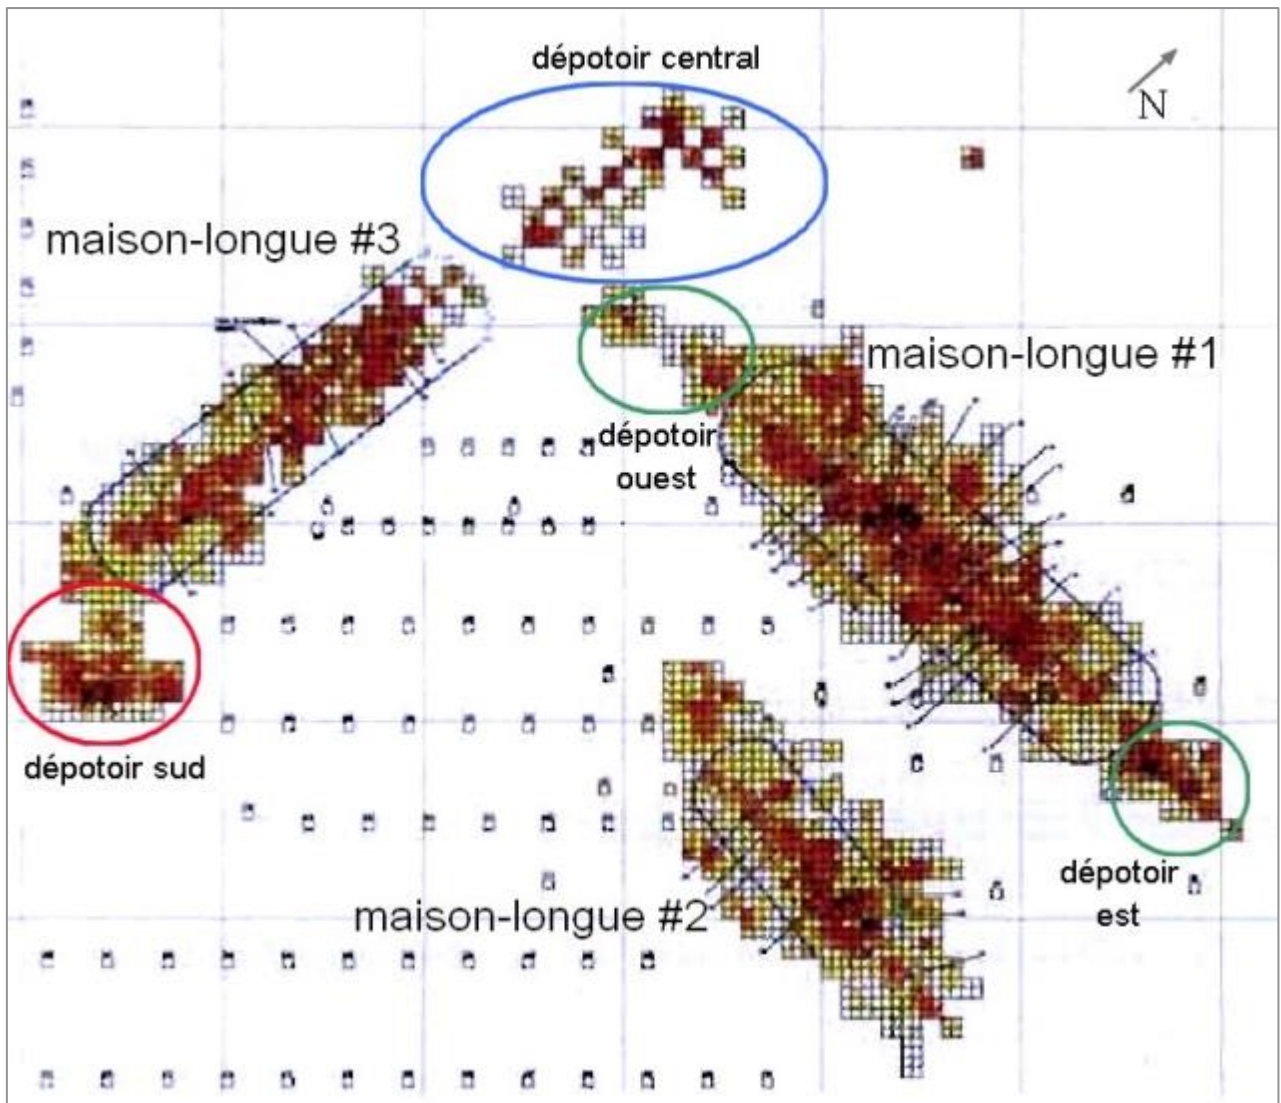 dépotoir central
N
maison-longue #3
maison-longue #1
dépotoir
ouest
dépotoir sud
dépotoir
est
maison-longue #2